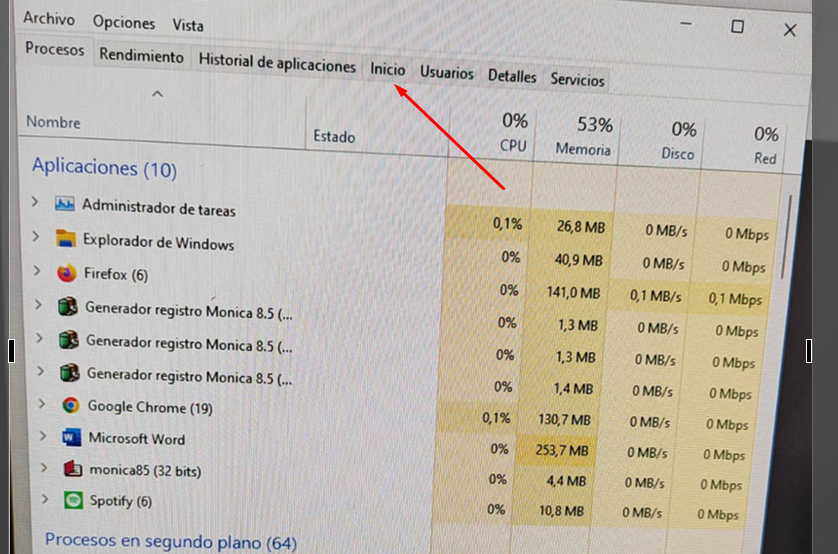 Archivo Opciones Vista
Procesos Rendimiento Historial de aplicaciones Inicio Usuarios Detalles Servicios
0% 53% 0% 0%
Nombre Estado CPU Memoria Disco Red
Aplicaciones (10)
Administrador de tareas 0,1% 26,8 MB 0 MB/s 0 Mbps
Explorador de Windows 0% 40,9 MB 0 MB/s 0 Mbps
Firefox (6) 0% 141,0 MB 0,1 MB/s 0,1 Mbps
Generador registro Monica 8.5 (... 0% 1,3 MB 0 MB/s 0 Mbps
Generador registro Monica 8.5 (... 0% 1,3 MB 0 MB/s 0 Mbps
Generador registro Monica 8.5 (... 0% 1,4 MB 0 MB/s 0 Mbps
Google Chrome (19) 0,1% 130,7 MB 0 MB/s 0 Mbps
Microsoft Word 0% 253,7 MB 0 MB/s 0 Mbps
monica85 (32 bits) 0% 4,4 MB 0 MB/s 0 Mbps
Spotify (6) 0% 10,8 MB 0 MB/s 0 Mbps
Procesos en segundo plano (64)